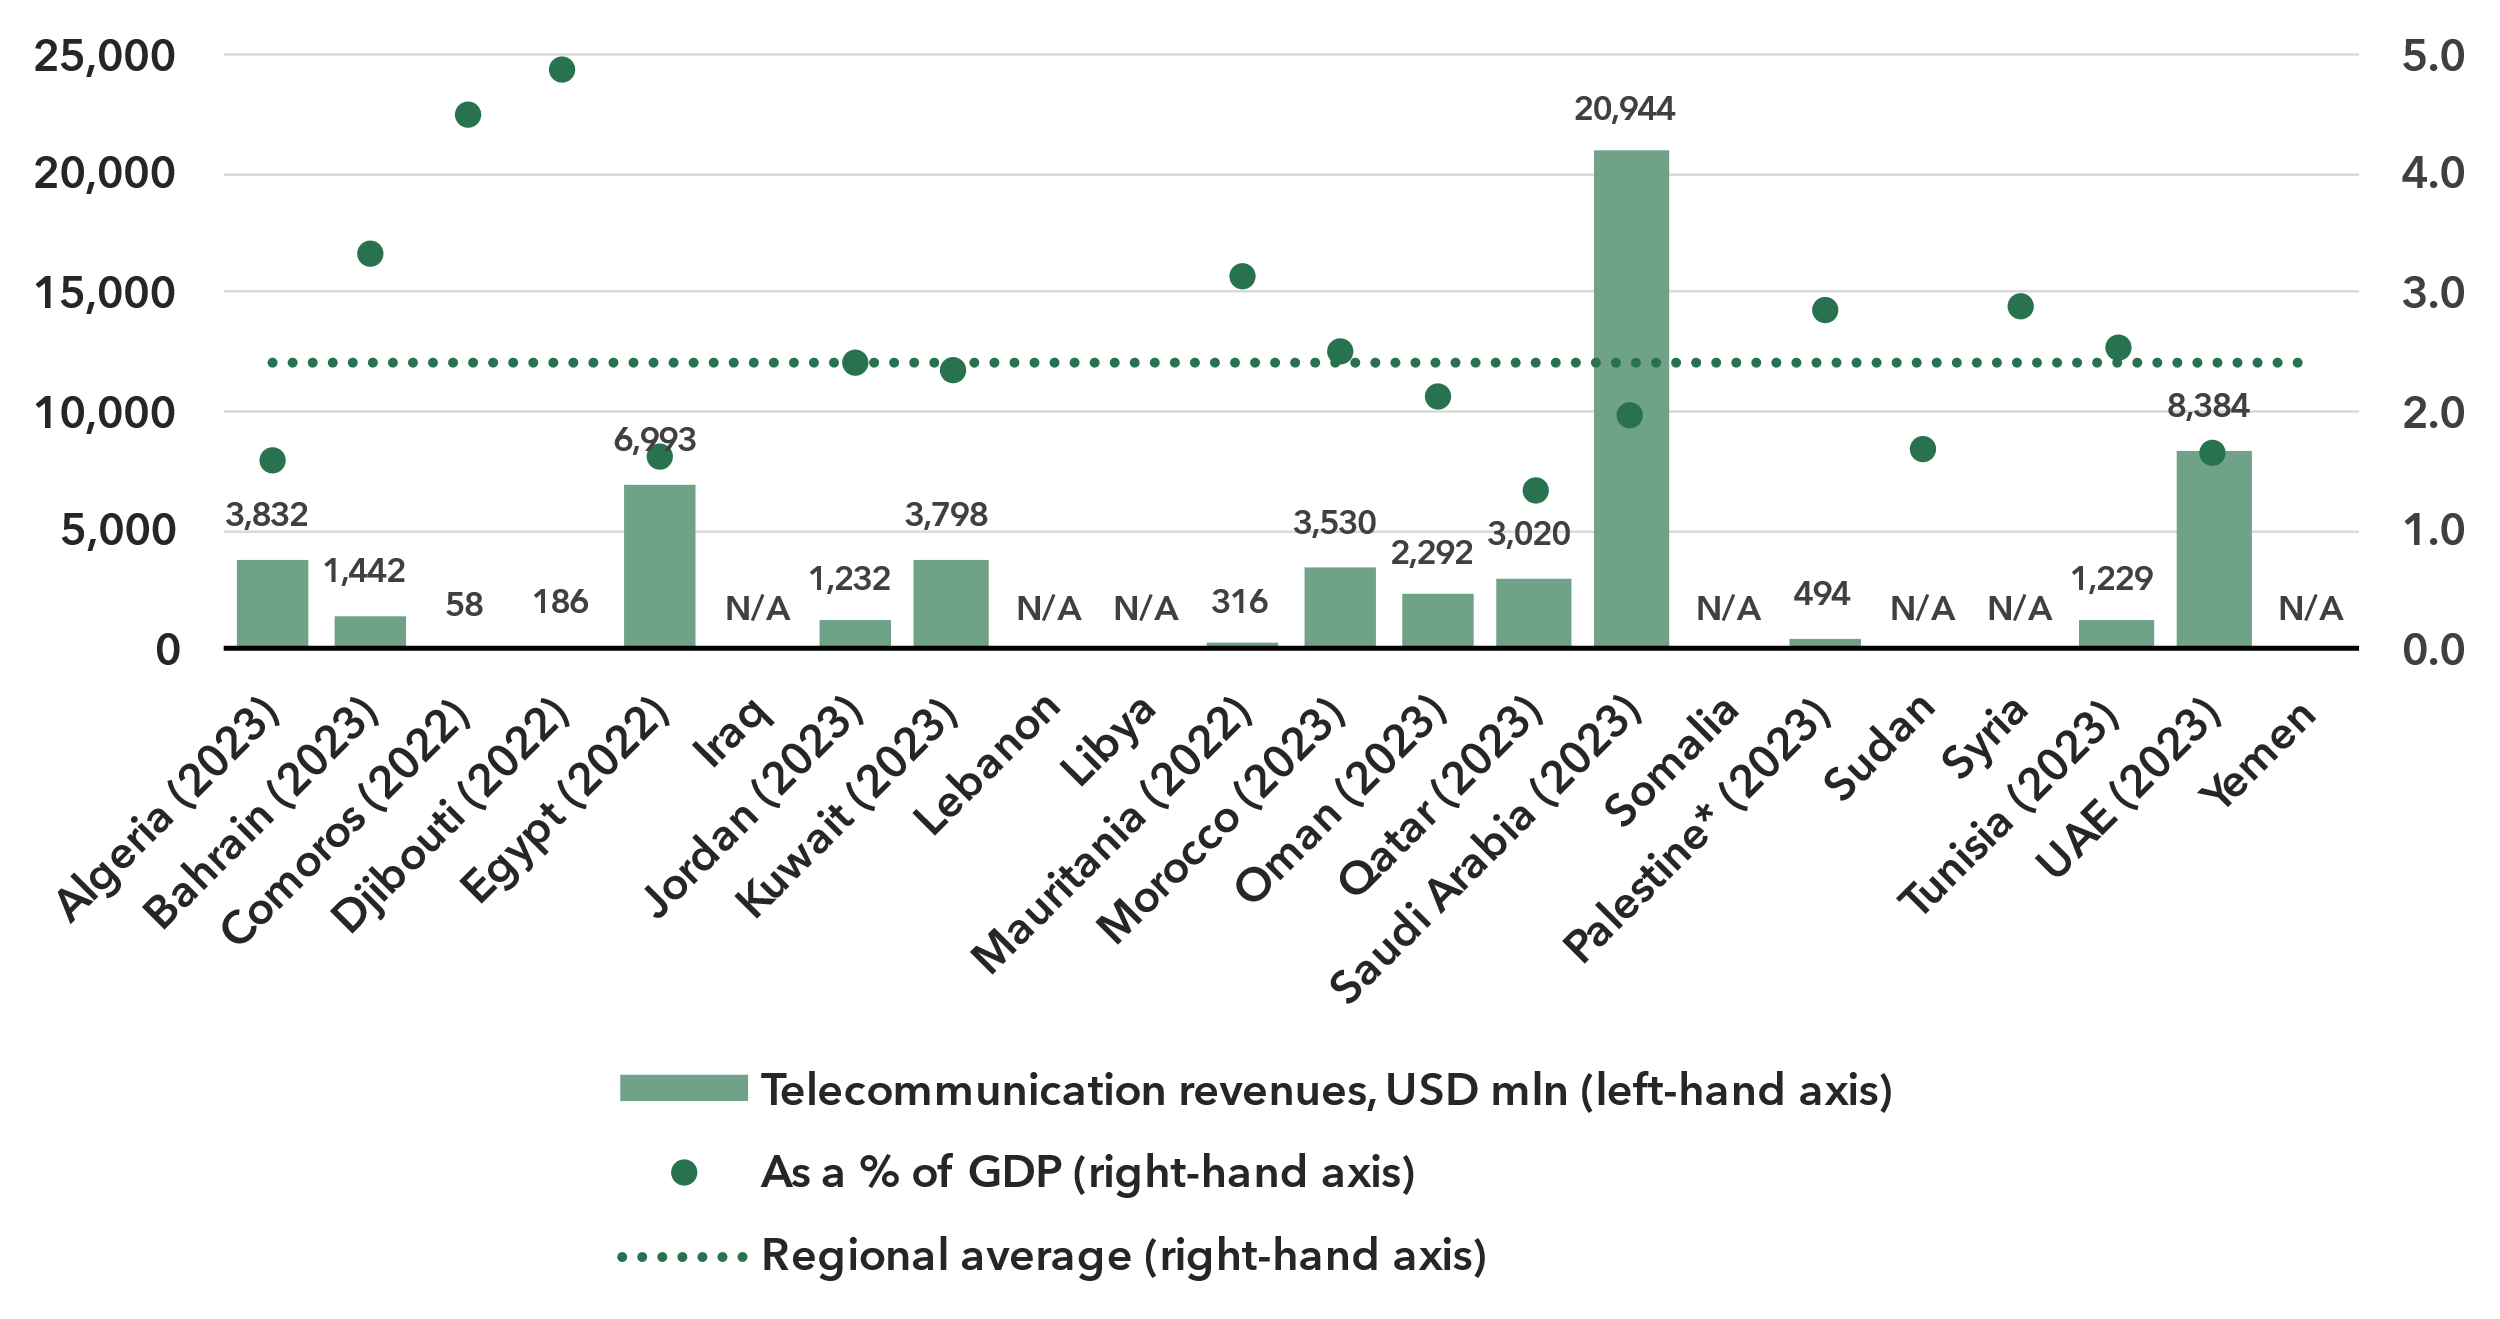 25,000
20,000
15,000
10,000
5,000
0
5.0
4.0
3.0
2.0
1.0
0.0
3,832
1,442
58
186
6,993
N/A
1,232
3,798
N/A
N/A
316
3,530
2,292
3,020
20,944
N/A
494
N/A
N/A
1,229
8,384
N/A
Algeria (2023)
Bahrain (2023)
Comoros (2022)
Djibouti (2022)
Egypt (2022)
Iraq
Jordan (2023)
Kuwait (2023)
Lebanon
Libya
Mauritania (2022)
Morocco (2023)
Oman (2023)
Qatar (2023)
Saudi Arabia (2023)
Somalia
Palestine* (2023)
Sudan
Syria
Tunisia (2023)
UAE (2023)
Yemen
Telecommunication revenues, USD mln (left-hand axis)
As a % of GDP (right-hand axis)
Regional average (right-hand axis)